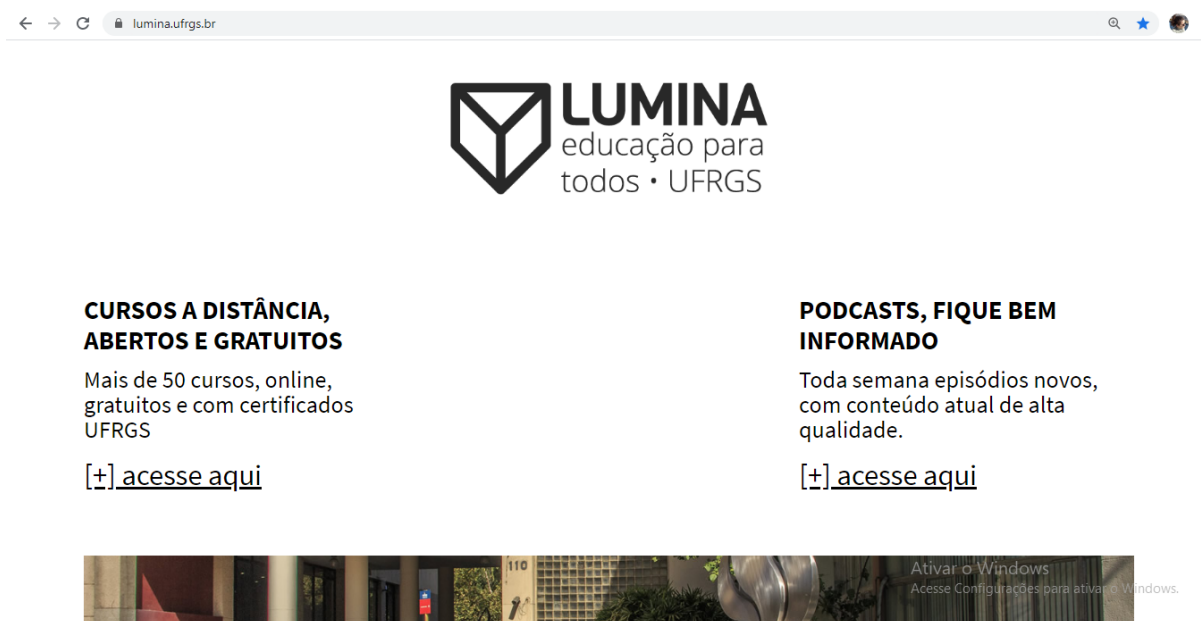 lumina.ufrgs.br
LUMINA
educação para
todos • UFRGS
CURSOS A DISTÂNCIA,
ABERTOS E GRATUITOS
Mais de 50 cursos, online,
gratuitos e com certificados
UFRGS
[+] acesse aqui
PODCASTS, FIQUE BEM
INFORMADO
Toda semana episódios novos,
com conteúdo atual de alta
qualidade.
[+] acesse aqui
110
Ativar o Windows
Acesse Configurações para ativar o Windows.